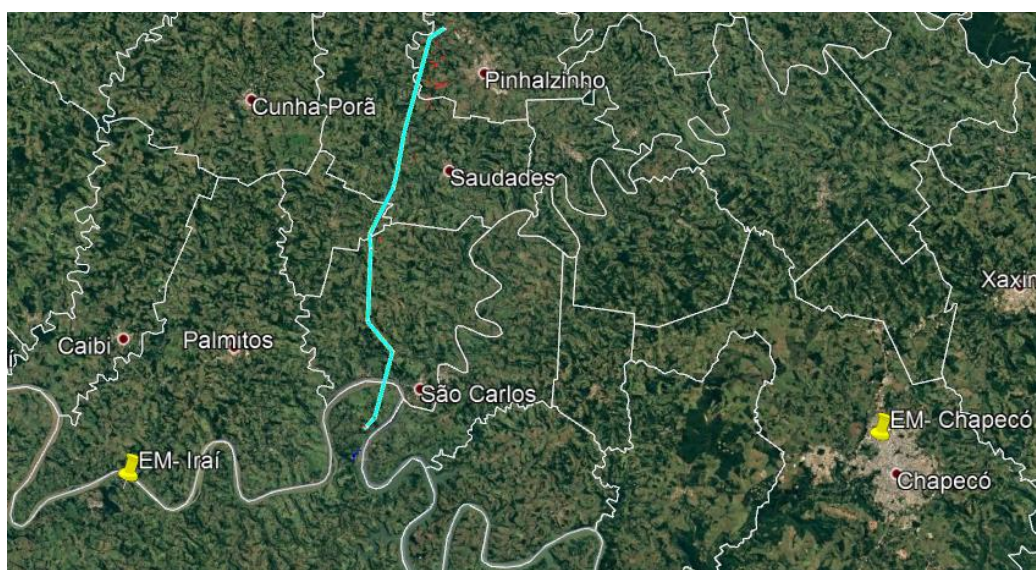 Pinhalzinho
Cunha Porã
Saudades
Xaxim
Caibi
Palmitos
São Carlos
EM- Chapecó
EM- Iraí
Chapecó